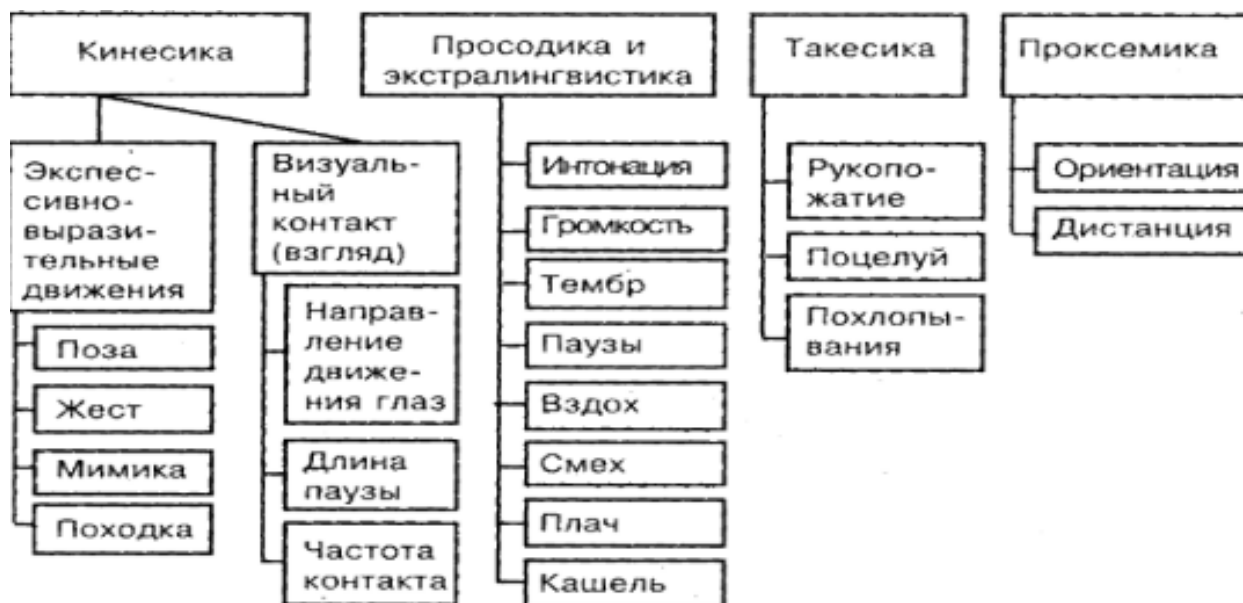 Кинесика
Просодика и
экстралингвистика
Такесика
Проксемика
Экспес-
сивно-
вырази-
тельные
движения
Поза
Жест
Мимика
Походка
Визуаль-
ный
контакт
(взгляд)
Направ-
ление
движе-
ния глаз
Длина
паузы
Частота
контакта
Интонация
Громкость
Тембр
Паузы
Вздох
Смех
Плач
Кашель
Рукопо-
жатие
Поцелуй
Похлопы-
вания
Ориентация
Дистанция